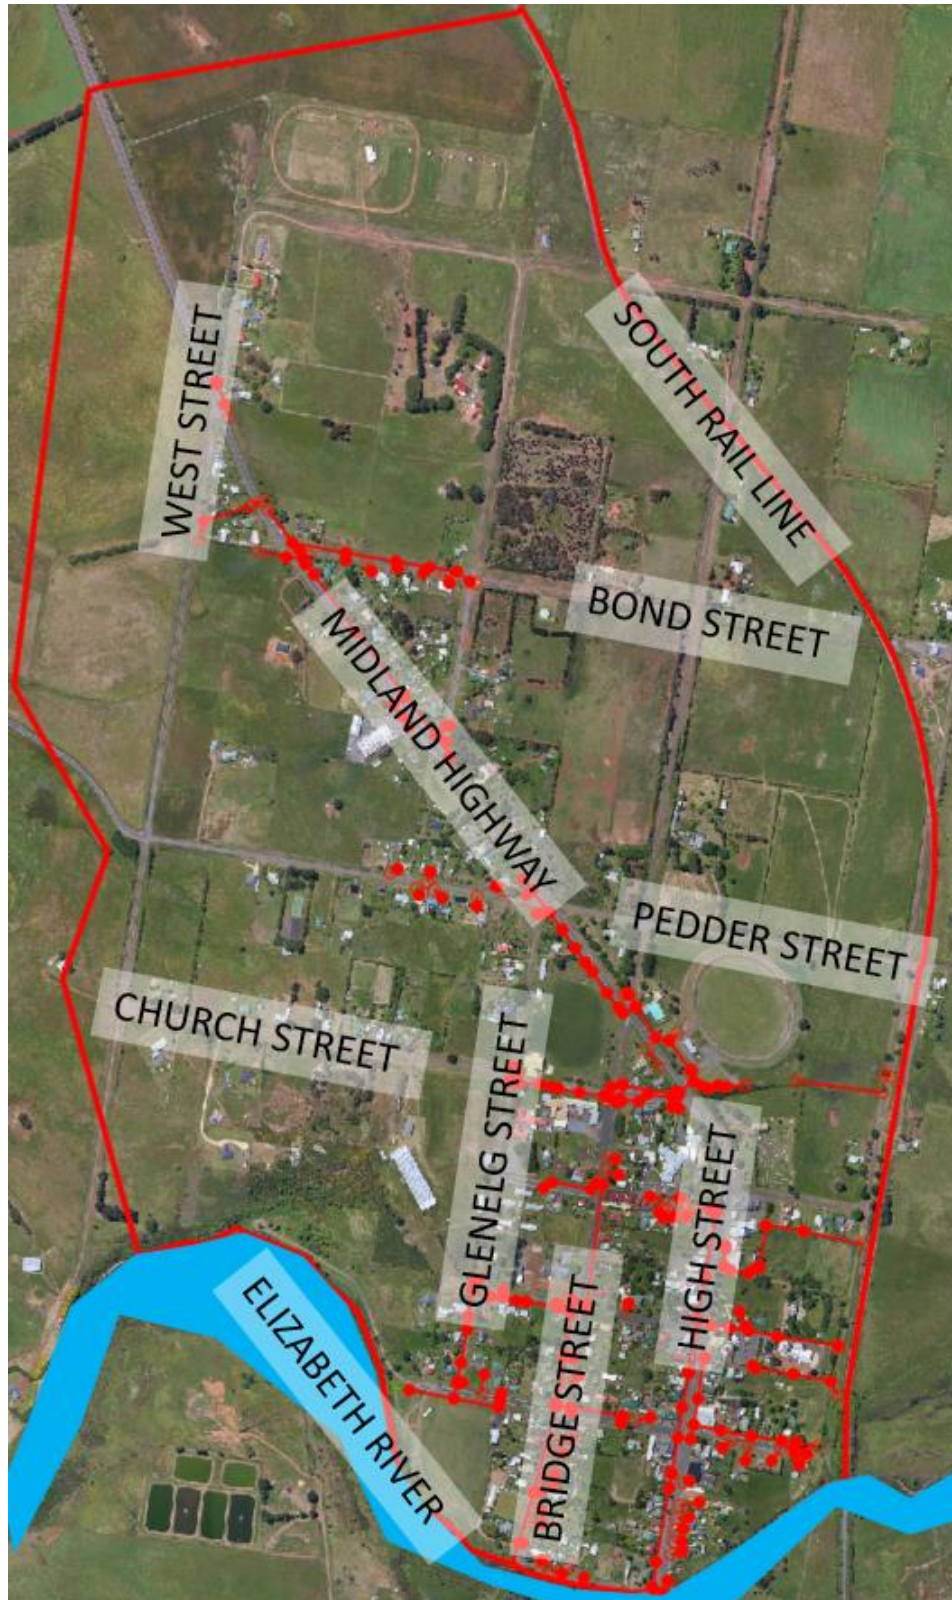 WEST STREET
SOUTH RAIL LINE
BOND STREET
MIDLAND HIGHWAY
PEDDER STREET
CHURCH STREET
GLENELG STREET
HIGH STREET
ELIZABETH RIVER
BRIDGE STREET